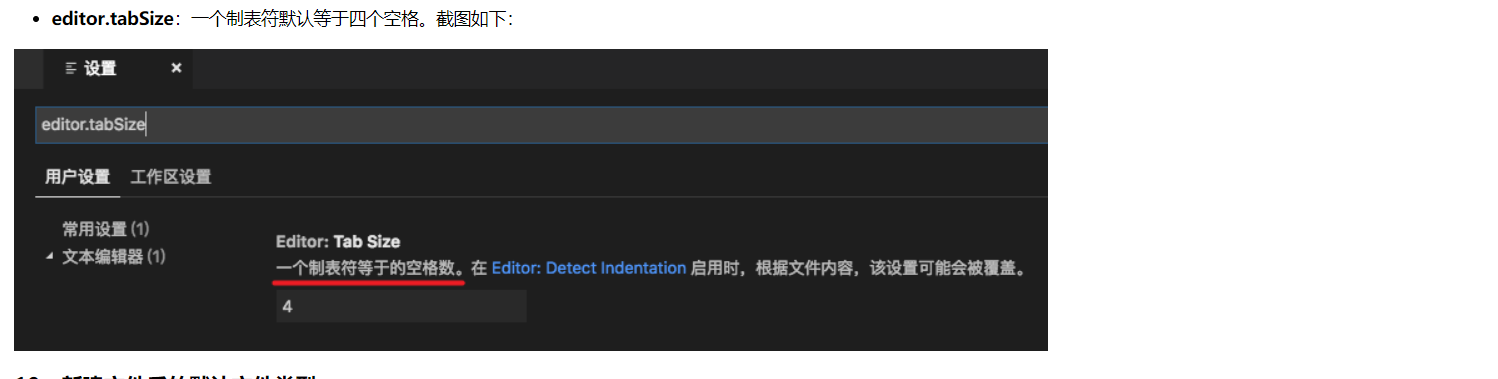 • editor.tabSize：一个制表符默认等于四个空格。截图如下：
设置 ×
editor.tabSize
用户设置 工作区设置
常用设置 (1)
文本编辑器 (1)
Editor: Tab Size
一个制表符等于的空格数。在 Editor: Detect Indentation 启用时，根据文件内容，该设置可能会被覆盖。
4